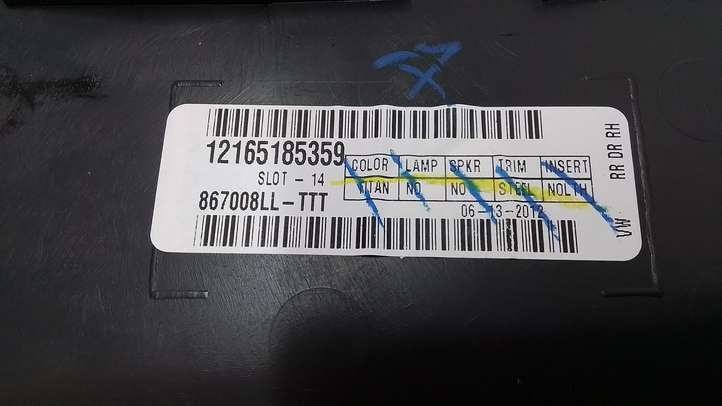 12165185359
SLOT - 14
867008LL-TTT
COLOR LAMP SPKR TRIM INSERT
TITAN NO NO STEEL NOLTH
06-13-2012
RR DR RH
VW